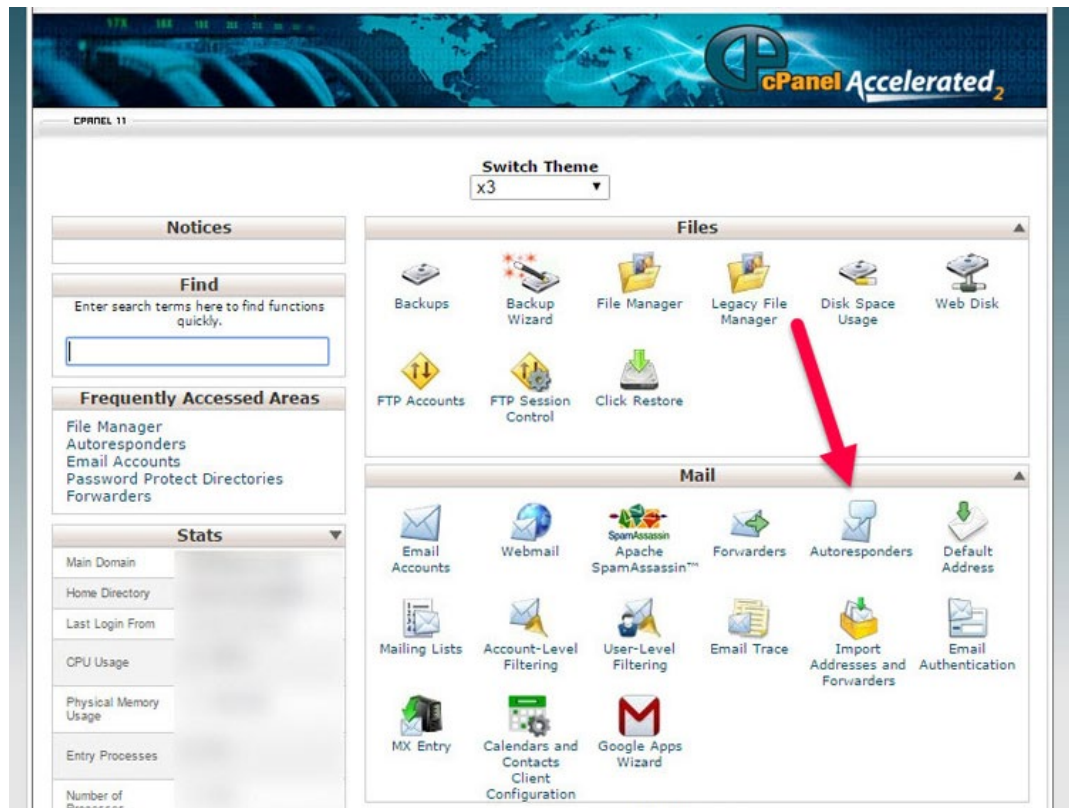 17X 18X
cPanel Accelerated2
CPANEL 11
Switch Theme
x3
Notices
Find
Enter search terms here to find functions
quickly.
Frequently Accessed Areas
File Manager
Autoresponders
Email Accounts
Password Protect Directories
Forwarders
Stats
Main Domain
Home Directory
Last Login From
CPU Usage
Physical Memory
Usage
Entry Processes
Number of
Files
Backups
Backup
Wizard
File Manager
Legacy File
Manager
Disk Space
Usage
Web Disk
FTP Accounts
FTP Session
Control
Click Restore
Mail
Email
Accounts
Webmail
SpamAssassin
Apache
SpamAssassin™
Forwarders
Autoresponders
Default
Address
Mailing Lists
Account-Level
Filtering
User-Level
Filtering
Email Trace
Import
Addresses and
Forwarders
Email
Authentication
MX Entry
Calendars and
Contacts
Client
Configuration
Google Apps
Wizard